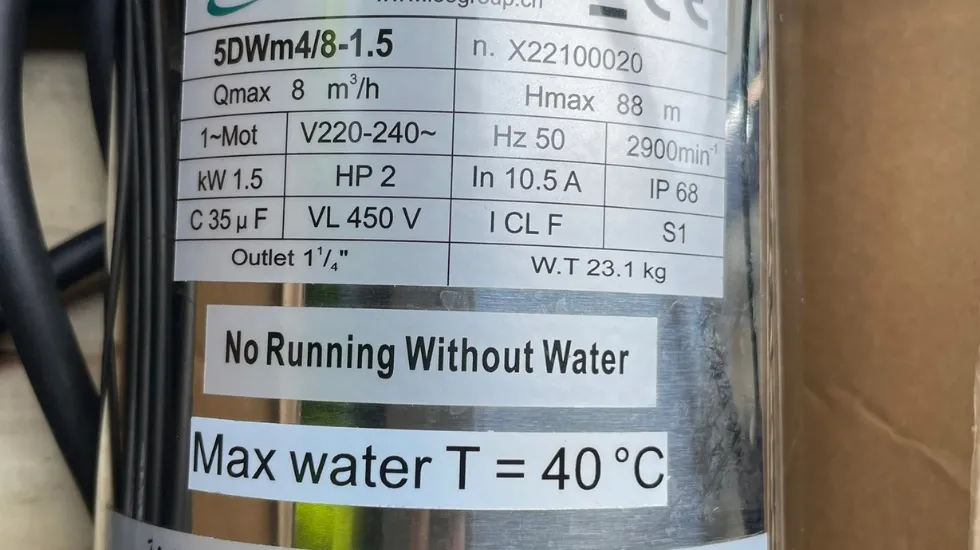 5DWm4/8-1.5 n. X22100020
Qmax 8 m³/h Hmax 88 m
1~Mot V220-240~ Hz 50 2900min⁻¹
kW 1.5 HP 2 In 10.5 A IP 68
C 35 µ F VL 450 V I CL F S1
Outlet 1¹/₄" W.T 23.1 kg
No Running Without Water
Max water T = 40 °C